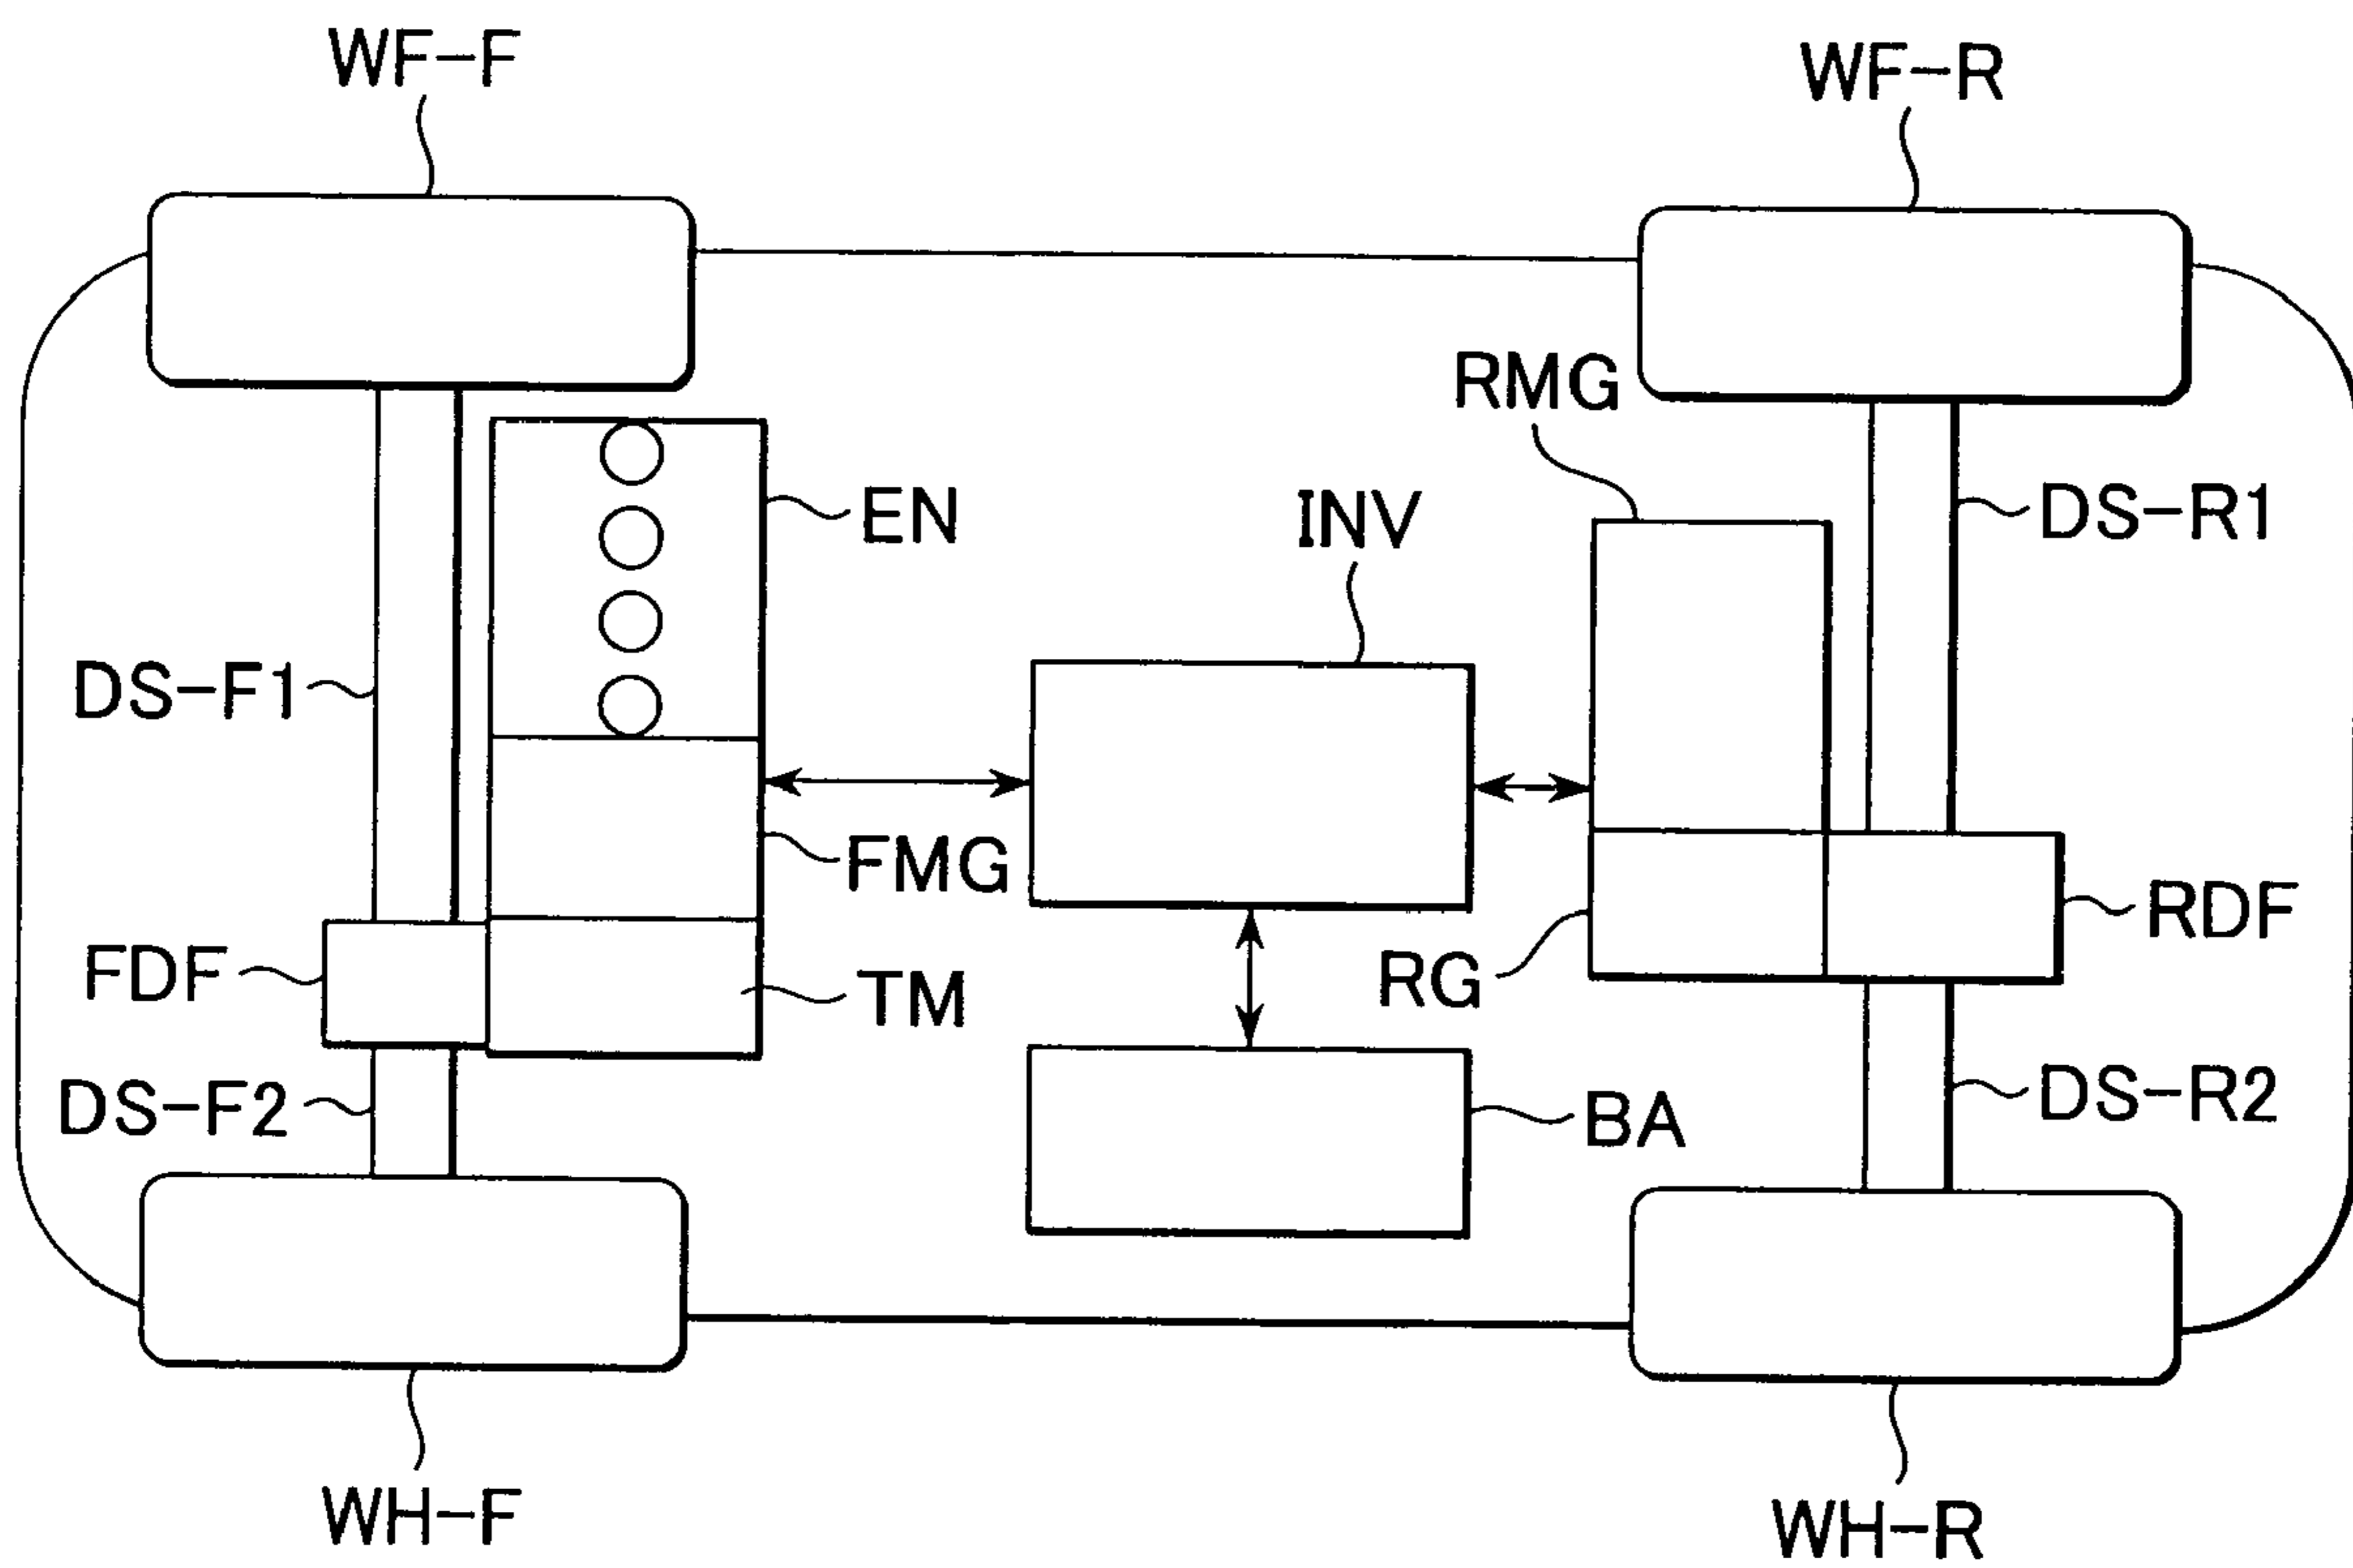 WF-F
WF-R
RMG
EN
INV
DS-R1
DS-F1
FMG
RDF
FDF
TM
RG
DS-F2
BA
DS-R2
WH-F
WH-R